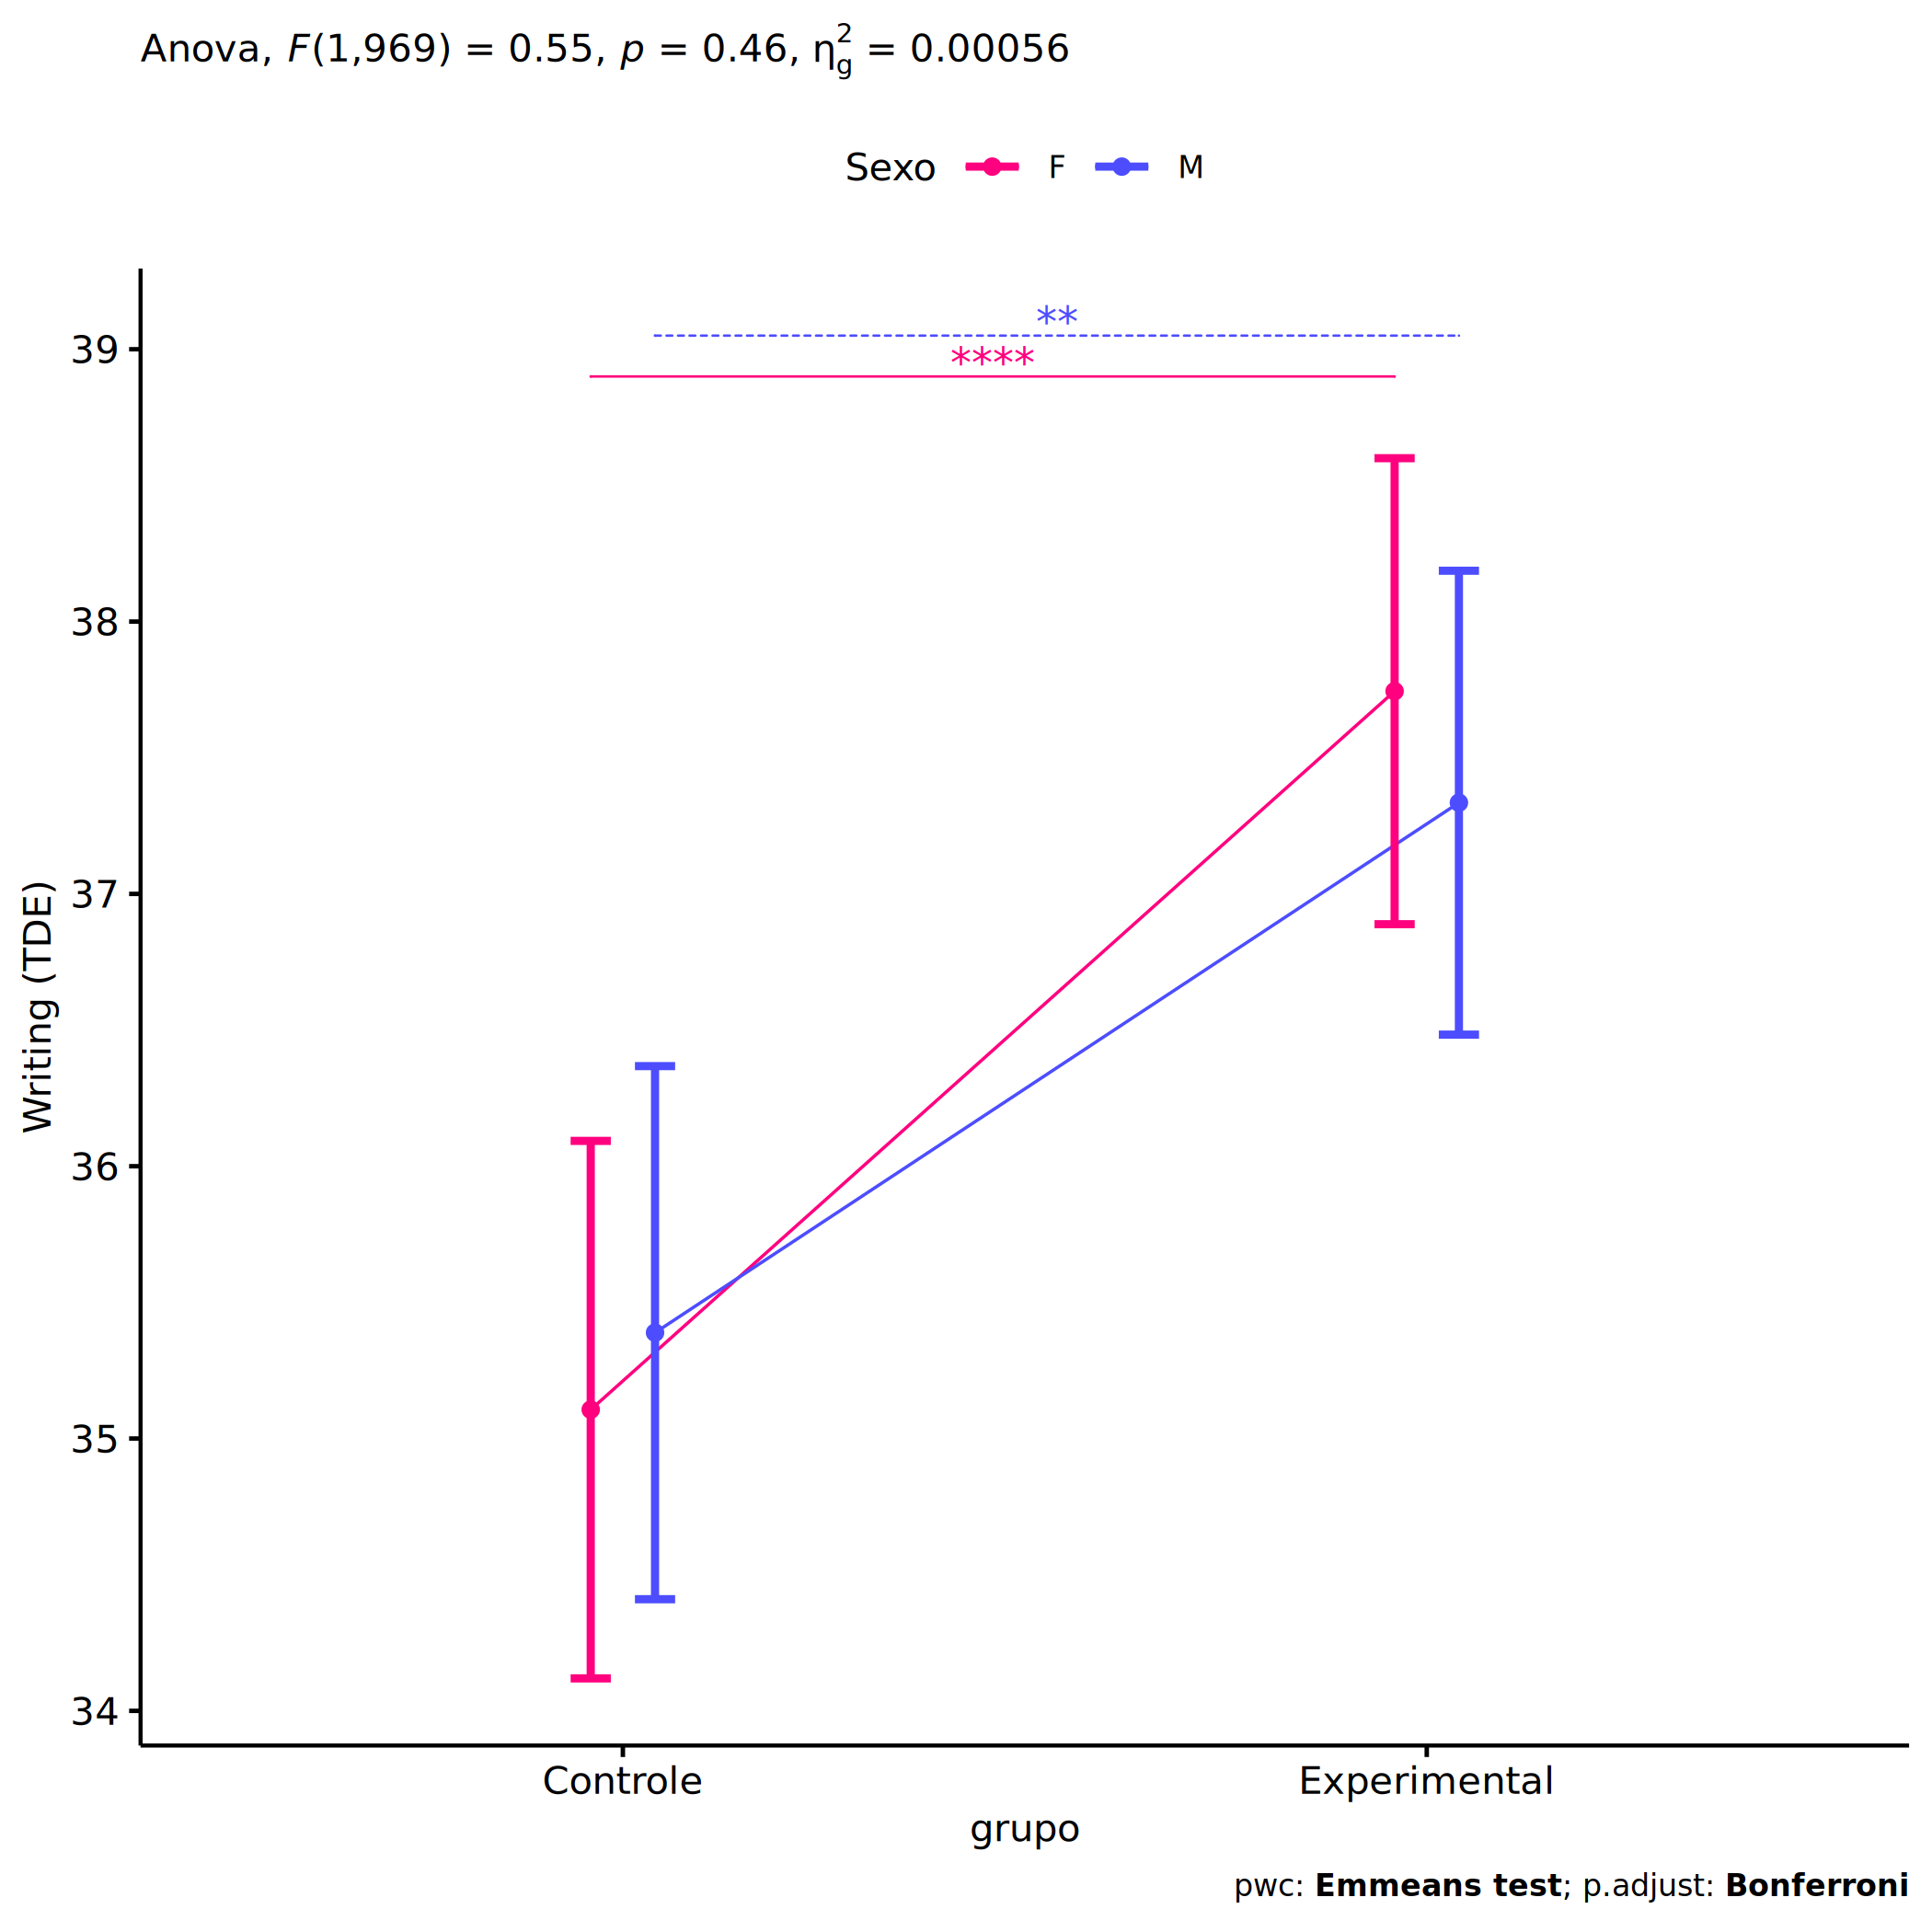 Anova, F(1,969) = 0.55, p = 0.46, η²g = 0.00056
Sexo F M
**
****
39
38
37
36
35
34
Writing (TDE)
Controle Experimental
grupo
pwc: Emmeans test; p.adjust: Bonferroni